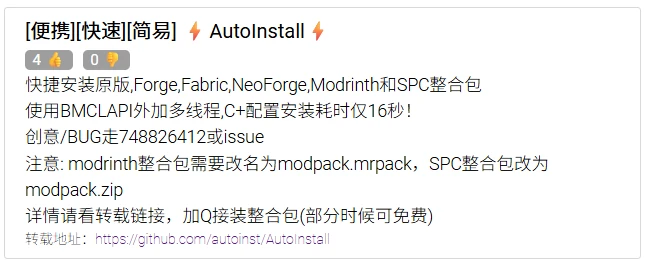 [便携][快速][简易] ⚡ AutoInstall⚡
4 👍 0 👎
快捷安装原版,Forge,Fabric,NeoForge,Modrinth和SPC整合包
使用BMCLAPI外加多线程,C+配置安装耗时仅16秒！
创意/BUG走748826412或issue
注意: modrinth整合包需要改名为modpack.mrpack，SPC整合包改为
modpack.zip
详情请看转载链接，加Q接装整合包(部分时候可免费)
转载地址：https://github.com/autoinst/AutoInstall